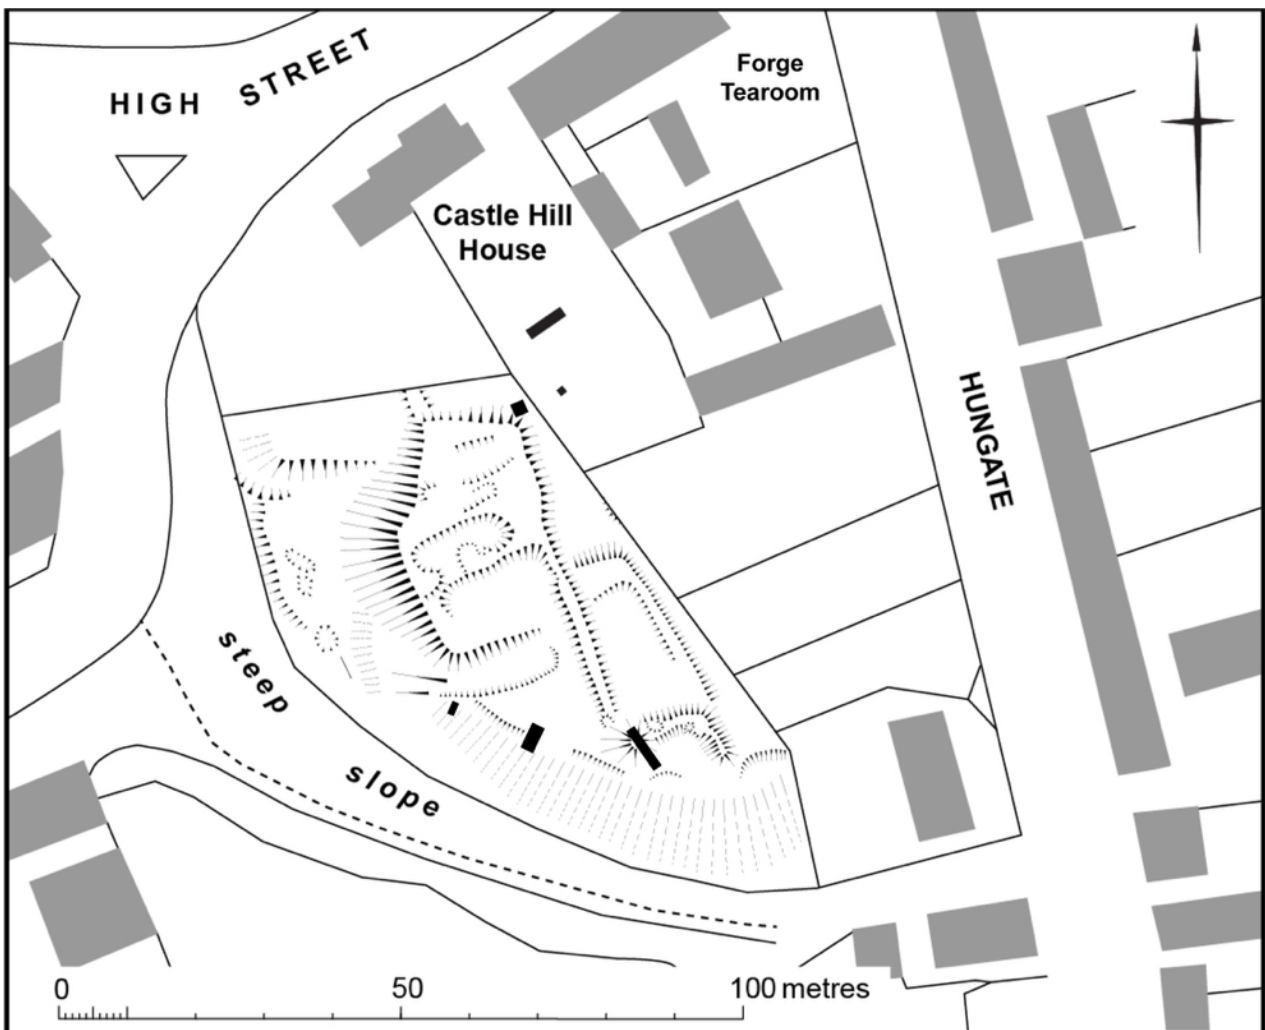 HIGH STREET
Forge
Tearoom
Castle Hill
House
HUNGATE
steep
slope
0 50 100 metres